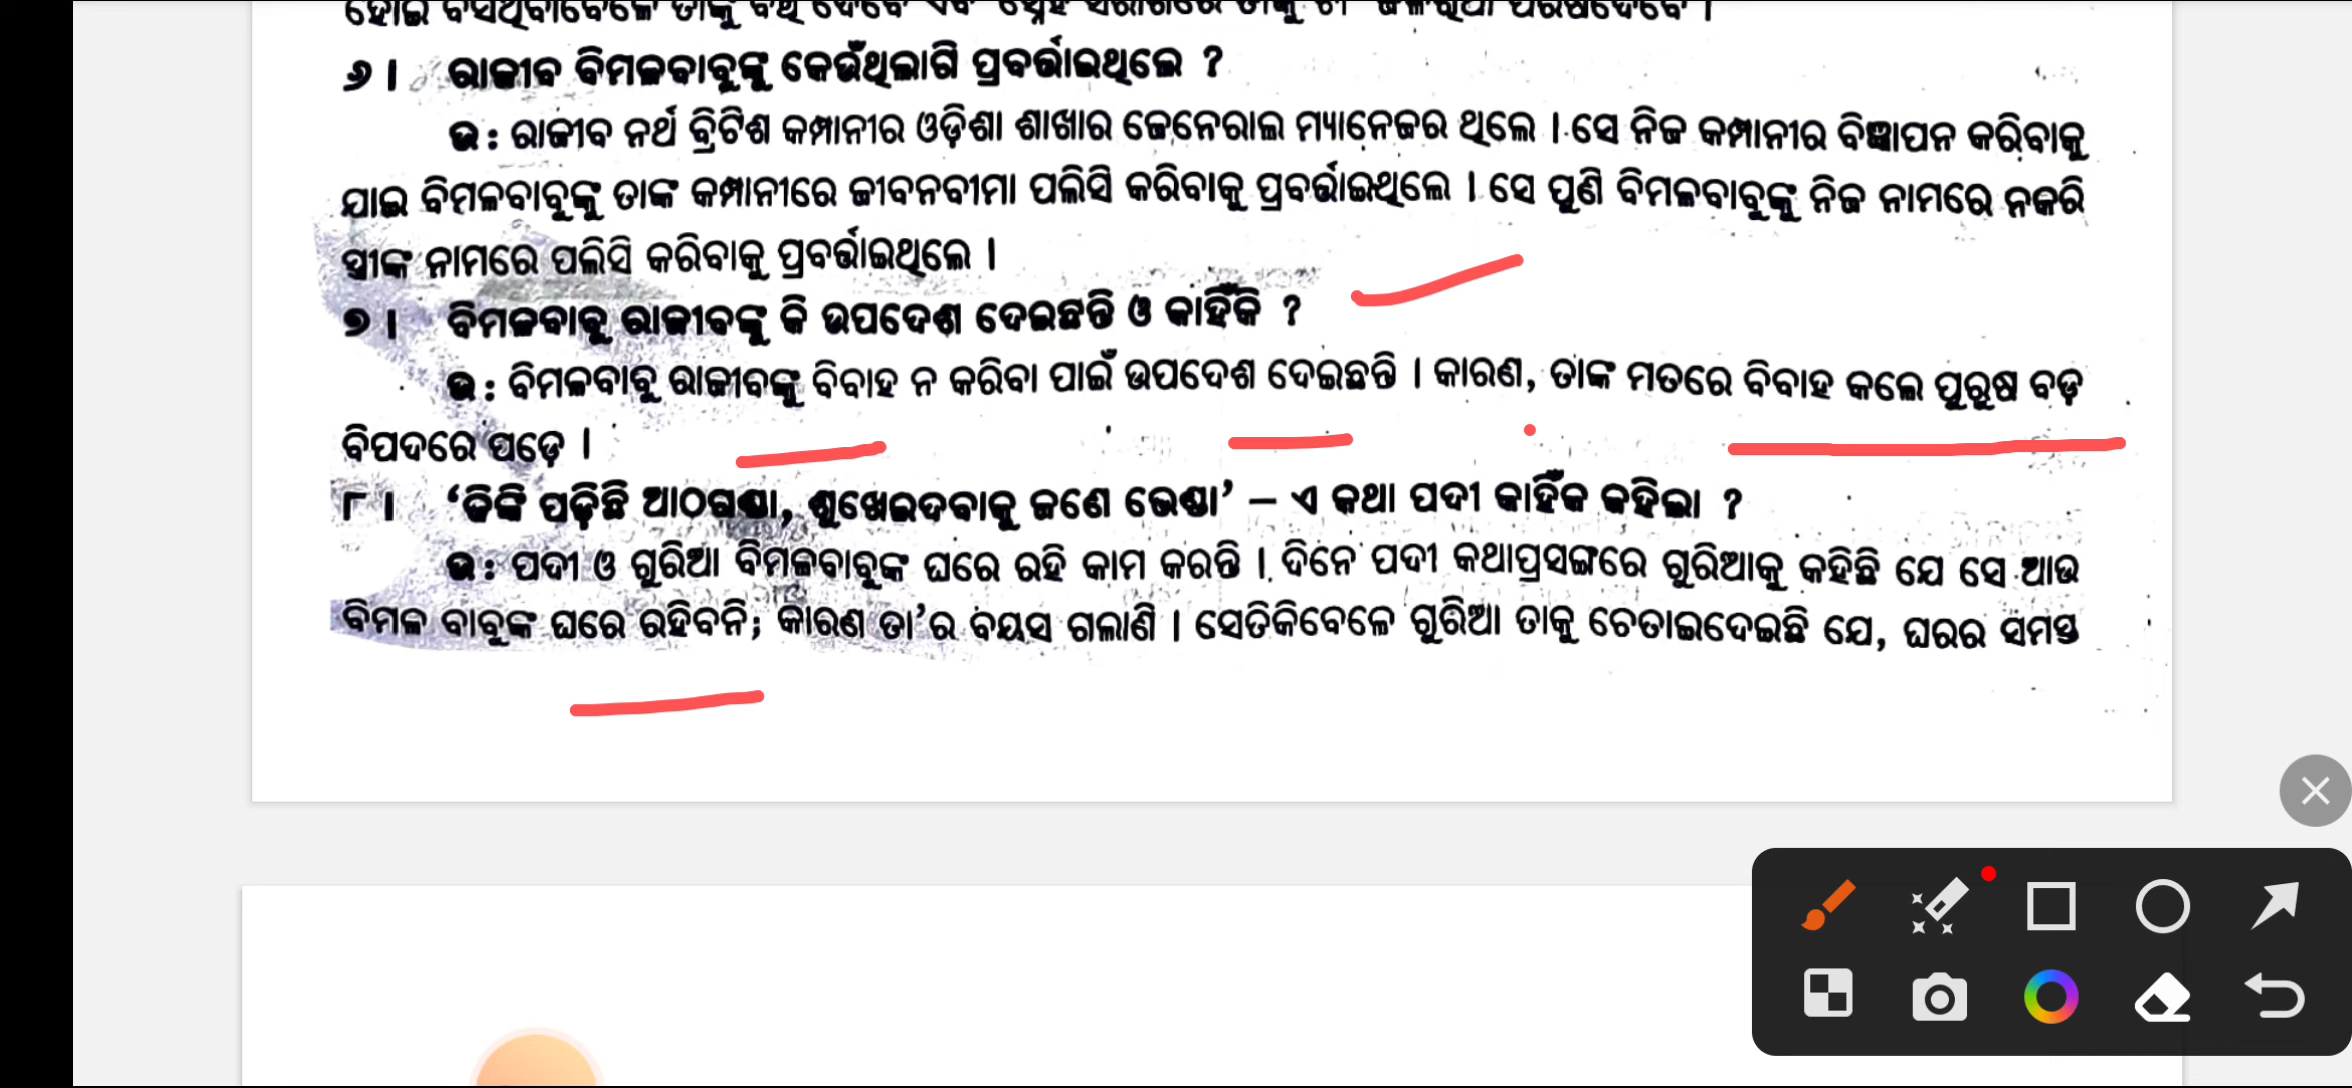 ୬ । ରାଜୀବ ବିମଳବାବୁଙ୍କୁ କେଉଁଥିଲାଗି ପ୍ରବର୍ତ୍ତାଇଥିଲେ ?
ଉ: ରାଜୀବ ନର୍ଥ ବ୍ରିଟିଶ କମ୍ପାନୀର ଓଡ଼ିଶା ଶାଖାର ଜେନେରାଲ ମ୍ୟାନେଜର ଥିଲେ । ସେ ନିଜ କମ୍ପାନୀର ବିଜ୍ଞାପନ କରିବାକୁ
ଯାଇ ବିମଳବାବୁଙ୍କୁ ତାଙ୍କ କମ୍ପାନୀରେ ଜୀବନବୀମା ପଲିସି କରିବାକୁ ପ୍ରବର୍ତ୍ତାଇଥିଲେ । ସେ ପୁଣି ବିମଳବାବୁଙ୍କୁ ନିଜ ନାମରେ ନକରି
ସ୍ତ୍ରୀଙ୍କ ନାମରେ ପଲିସି କରିବାକୁ ପ୍ରବର୍ତ୍ତାଇଥିଲେ ।
୭ । ବିମଳବାବୁ ରାଜୀବଙ୍କୁ କି ଉପଦେଶ ଦେଇଛନ୍ତି ଓ କାହିଁକି ?
ଉ: ବିମଳବାବୁ ରାଜୀବଙ୍କୁ ବିବାହ ନ କରିବା ପାଇଁ ଉପଦେଶ ଦେଇଛନ୍ତି । କାରଣ, ତାଙ୍କ ମତରେ ବିବାହ କଲେ ପୁରୁଷ ବଡ଼
ବିପଦରେ ପଡ଼େ ।
୮ । ‘ଢିଙ୍କି ପଡ଼ିଛି ଆଠଗଣ୍ଡା, ଶୁଖେଇଦବାକୁ ଜଣେ ଭେଣ୍ଡା’ – ଏ କଥା ପଦୀ କାହିଁକ କହିଲା ?
ଉ: ପଦୀ ଓ ଗୁରିଆ ବିମଳବାବୁଙ୍କ ଘରେ ରହି କାମ କରନ୍ତି । ଦିନେ ପଦୀ କଥାପ୍ରସଙ୍ଗରେ ଗୁରିଆକୁ କହିଛି ଯେ ସେ ଆଉ
ବିମଳ ବାବୁଙ୍କ ଘରେ ରହିବନି; କାରଣ ତା’ର ବୟସ ଗଲାଣି । ସେତିକିବେଳେ ଗୁରିଆ ତାକୁ ଚେତାଇଦେଇଛି ଯେ, ଘରର ସମସ୍ତ